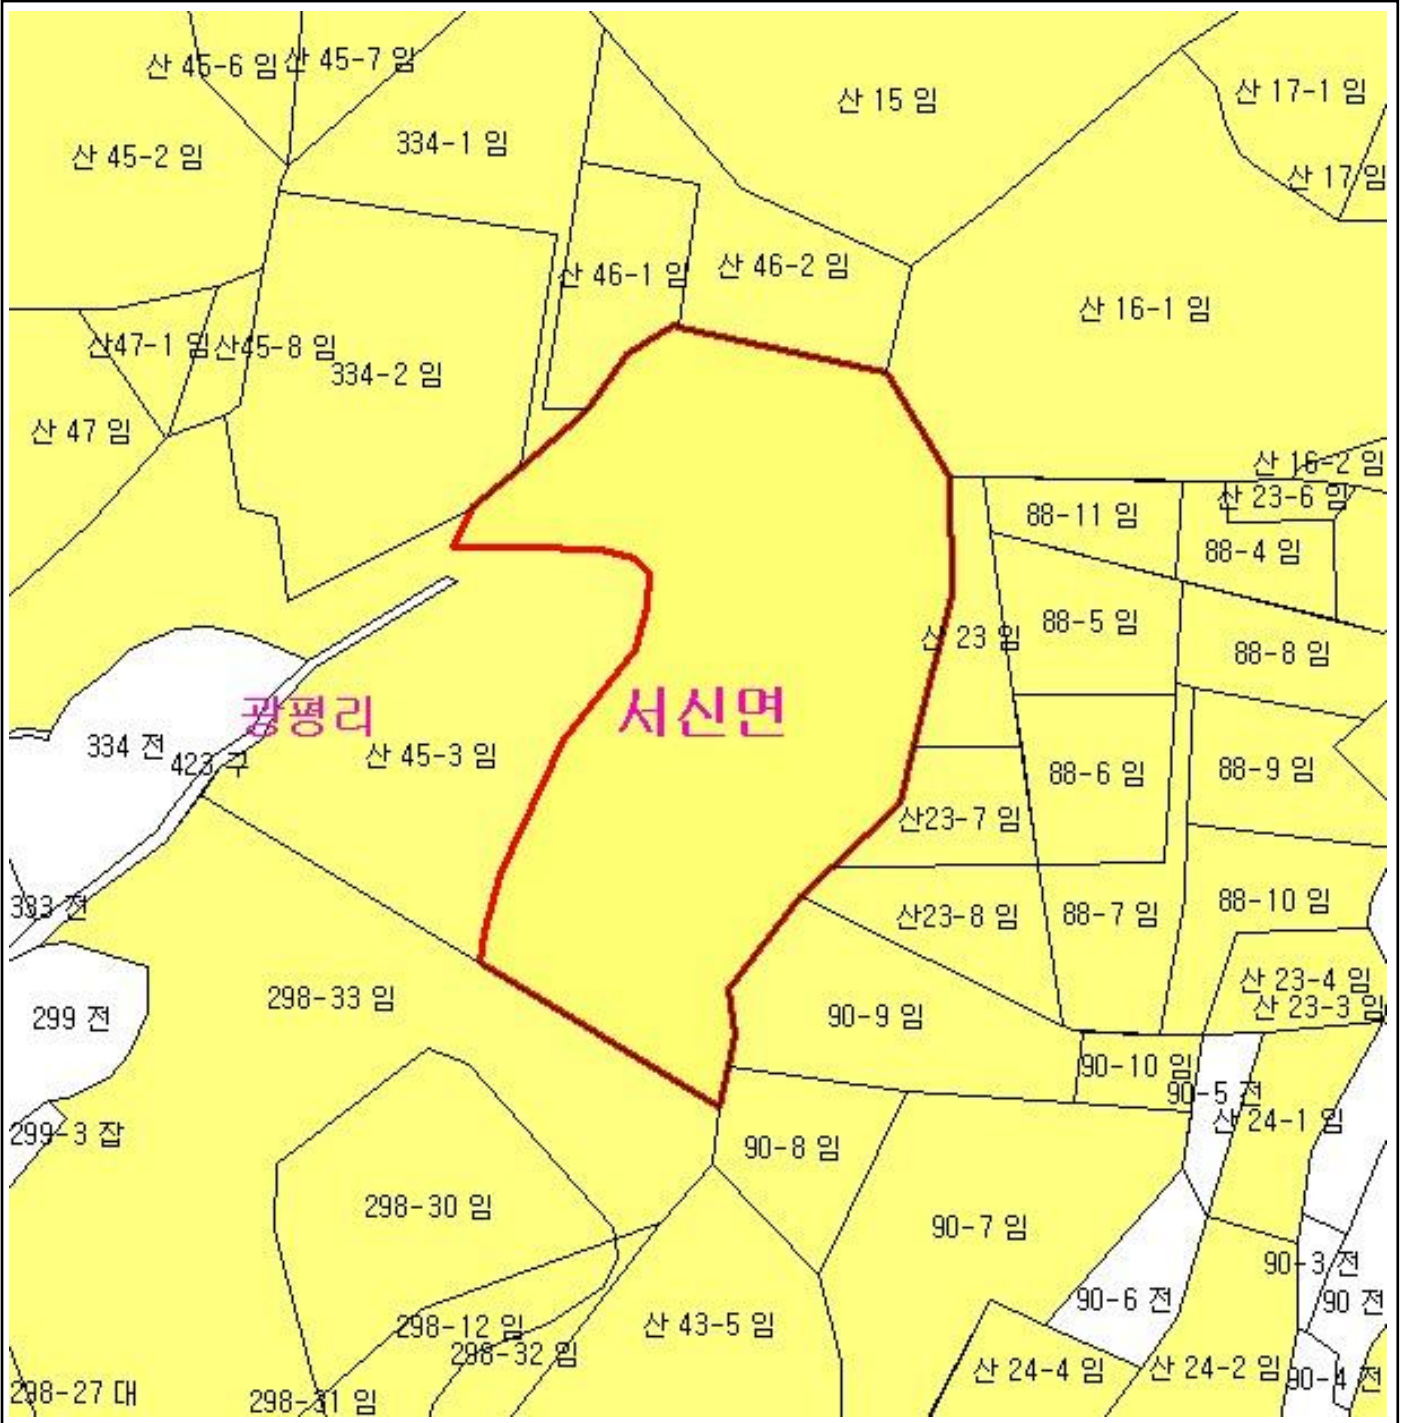 산 45-6 임
산 45-7 임
산 15 임
산 17-1 임
334-1 임
산 45-2 임
산 17 임
산 46-1 임
산 46-2 임
산 16-1 임
산47-1 임
산45-8 임
334-2 임
산 47 임
산 16-2 임
산 23-6 임
88-11 임
88-4 임
88-5 임
산 23 임
88-8 임
광평리
서신면
334 전
423 구
산 45-3 임
88-6 임
88-9 임
산23-7 임
333 전
산23-8 임
88-7 임
88-10 임
산 23-4 임
298-33 임
산 23-3 임
299 전
90-9 임
90-10 임
90-5 전
299-3 잡
산 24-1 임
90-8 임
298-30 임
90-7 임
90-3 전
90-6 전
90 전
298-12 임
산 43-5 임
298-32 임
산 24-4 임
산 24-2 임
90-4 전
298-27 대
298-31 임